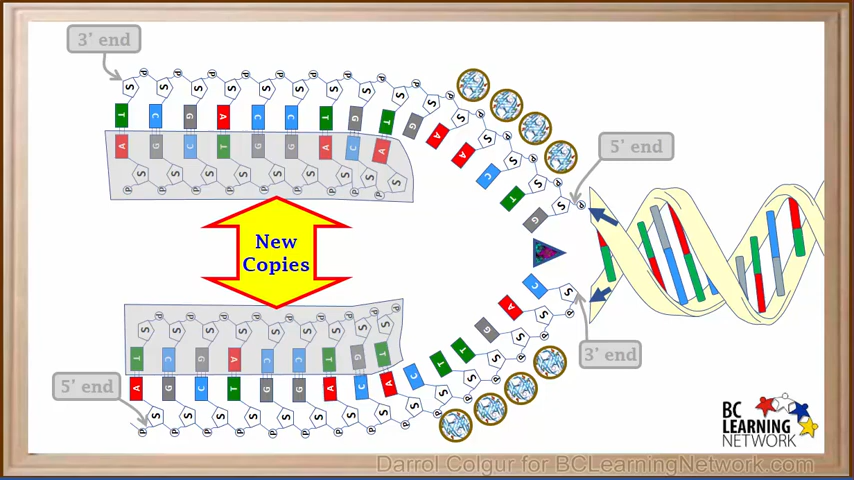 3' end
T C G A C C T G T G A A C T G
A G C T G G A C A
5' end
New
Copies
C A G T T C
T C G A C C T G T
A G C T G G A C A
3' end
5' end
BC
LEARNING
NETWORK
Darrol Colgur for BCLearningNetwork.com